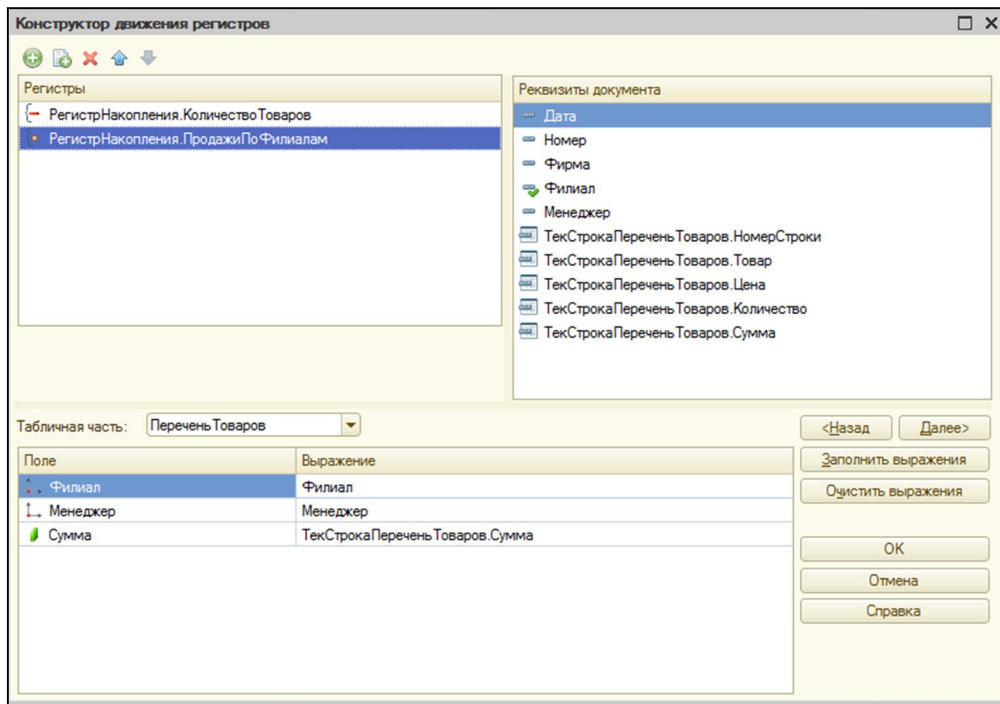 Конструктор движения регистров
Регистры
РегистрНакопления.КоличествоТоваров
РегистрНакопления.ПродажиПоФилиалам
Реквизиты документа
Дата
Номер
Фирма
Филиал
Менеджер
ТекСтрокаПереченьТоваров.НомерСтроки
ТекСтрокаПереченьТоваров.Товар
ТекСтрокаПереченьТоваров.Цена
ТекСтрокаПереченьТоваров.Количество
ТекСтрокаПереченьТоваров.Сумма
Табличная часть: ПереченьТоваров
<Назад Далее>
Заполнить выражения
Очистить выражения
Поле Выражение
Филиал Филиал
Менеджер Менеджер
Сумма ТекСтрокаПереченьТоваров.Сумма
ОК
Отмена
Справка